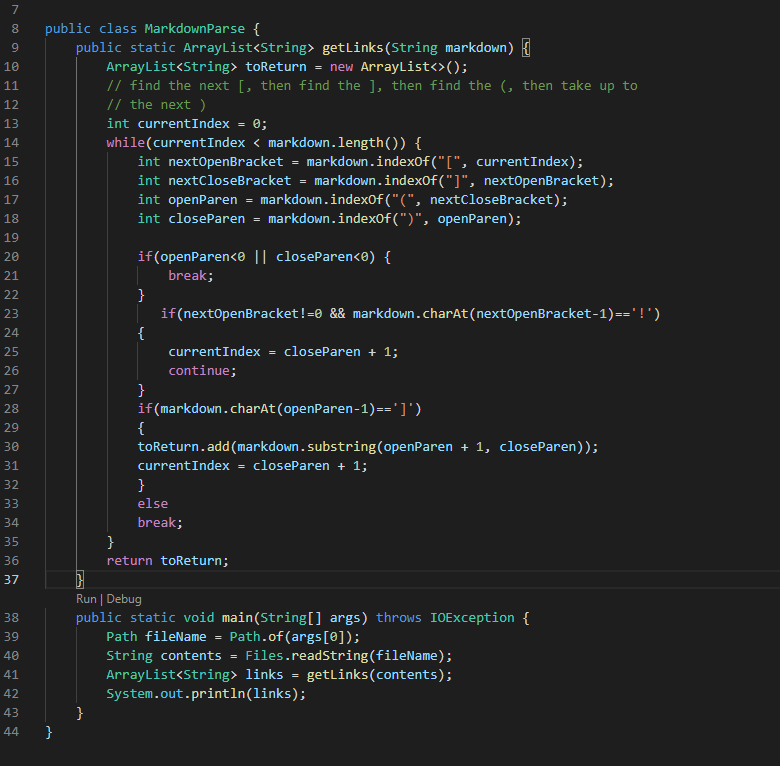 7
8 public class MarkdownParse {
9     public static ArrayList<String> getLinks(String markdown) {
10         ArrayList<String> toReturn = new ArrayList<>();
11         // find the next [, then find the ], then find the (, then take up to
12         // the next )
13         int currentIndex = 0;
14         while(currentIndex < markdown.length()) {
15             int nextOpenBracket = markdown.indexOf("[", currentIndex);
16             int nextCloseBracket = markdown.indexOf("]", nextOpenBracket);
17             int openParen = markdown.indexOf("(", nextCloseBracket);
18             int closeParen = markdown.indexOf(")", openParen);
19
20             if(openParen<0 || closeParen<0) {
21                 break;
22             }
23                if(nextOpenBracket!=0 && markdown.charAt(nextOpenBracket-1)=='!')
24             {
25                 currentIndex = closeParen + 1;
26                 continue;
27             }
28             if(markdown.charAt(openParen-1)==']')
29             {
30             toReturn.add(markdown.substring(openParen + 1, closeParen));
31             currentIndex = closeParen + 1;
32             }
33             else
34             break;
35         }
36         return toReturn;
37     }
Run | Debug
38     public static void main(String[] args) throws IOException {
39         Path fileName = Path.of(args[0]);
40         String contents = Files.readString(fileName);
41         ArrayList<String> links = getLinks(contents);
42         System.out.println(links);
43     }
44 }